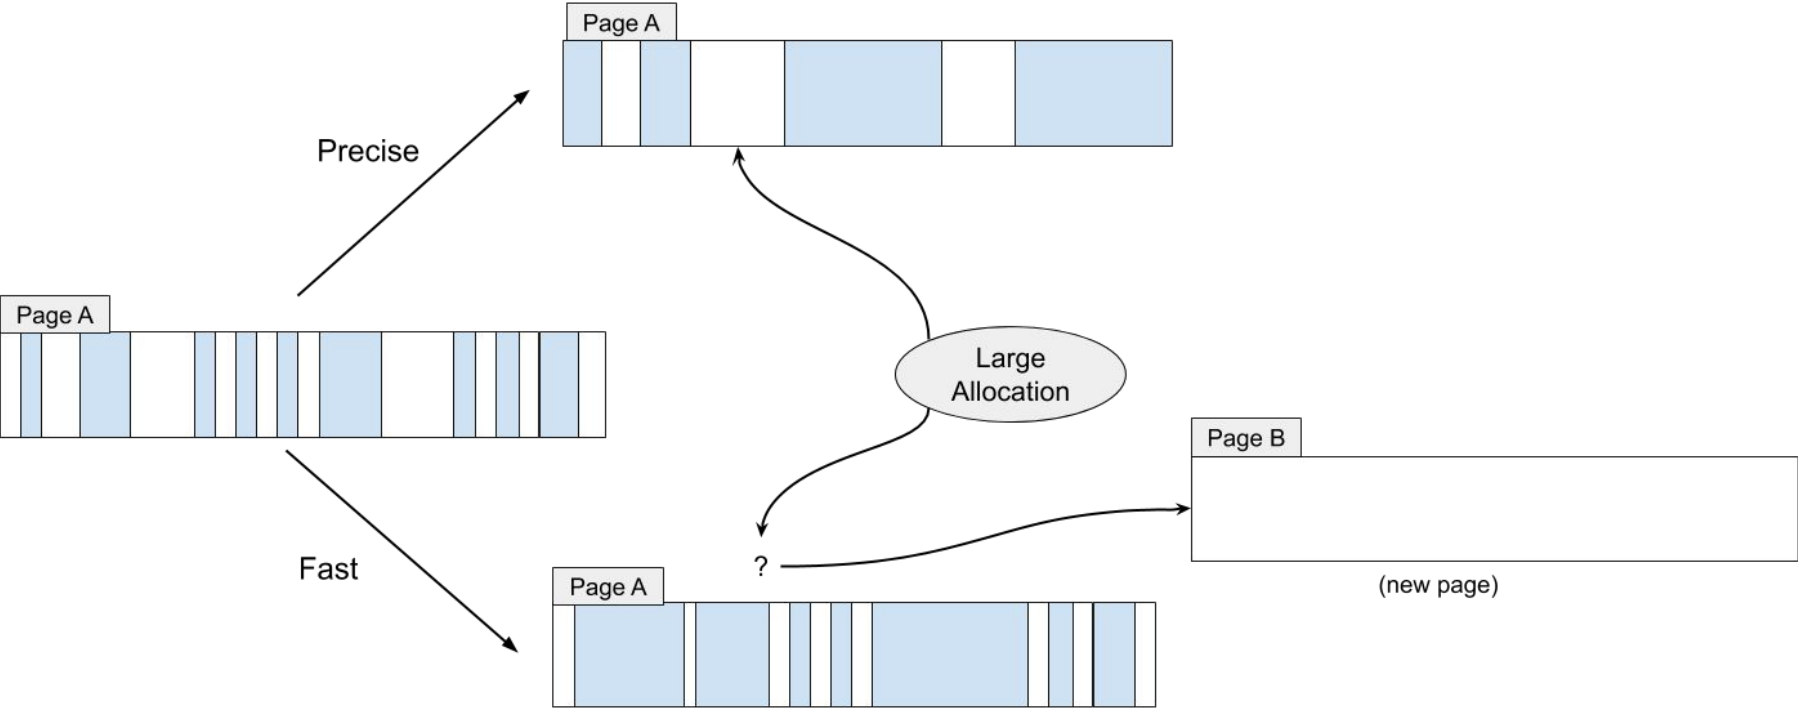 Page A
Precise
Page A
Large
Allocation
Page B
Fast
?
Page A
(new page)